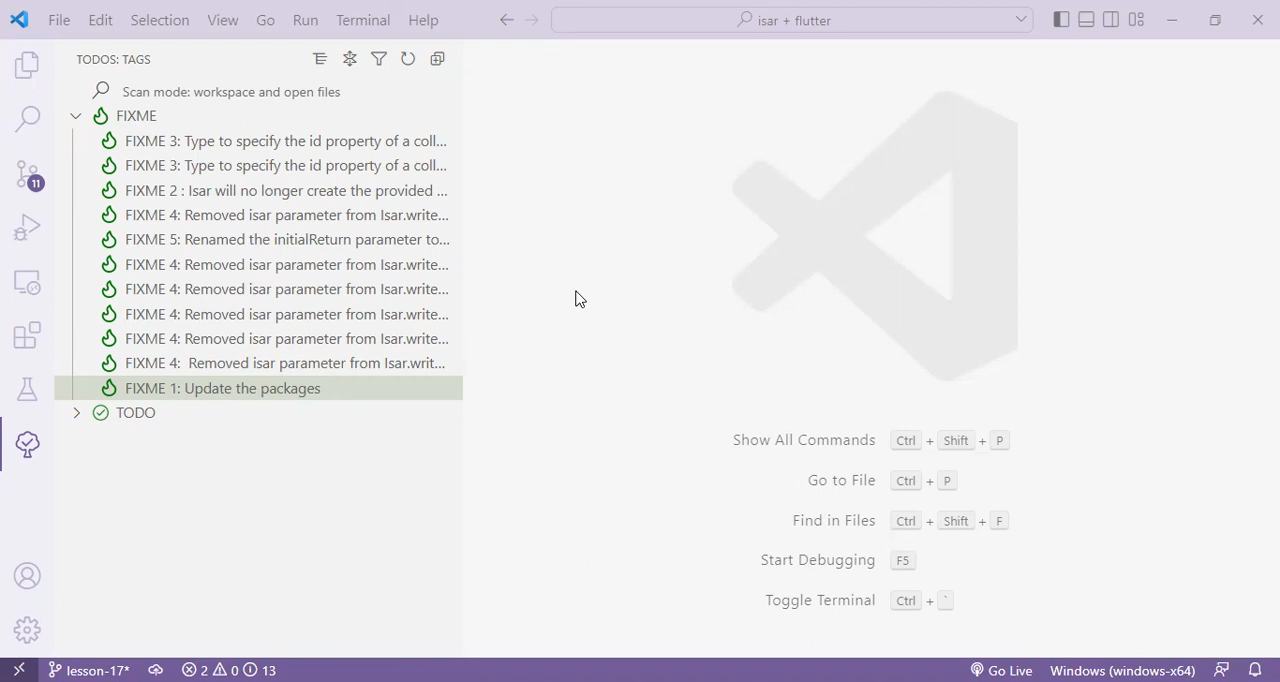 File Edit Selection View Go Run Terminal Help isar + flutter
TODOS: TAGS
Scan mode: workspace and open files
FIXME
FIXME 3: Type to specify the id property of a coll...
FIXME 3: Type to specify the id property of a coll...
FIXME 2 : Isar will no longer create the provided ...
FIXME 4: Removed isar parameter from Isar.write...
FIXME 5: Renamed the initialReturn parameter to...
FIXME 4: Removed isar parameter from Isar.write...
FIXME 4: Removed isar parameter from Isar.write...
FIXME 4: Removed isar parameter from Isar.write...
FIXME 4: Removed isar parameter from Isar.write...
FIXME 4:  Removed isar parameter from Isar.writ...
FIXME 1: Update the packages
TODO
11
Show All Commands Ctrl + Shift + P
Go to File Ctrl + P
Find in Files Ctrl + Shift + F
Start Debugging F5
Toggle Terminal Ctrl + `
lesson-17* 2 0 13 Go Live Windows (windows-x64)